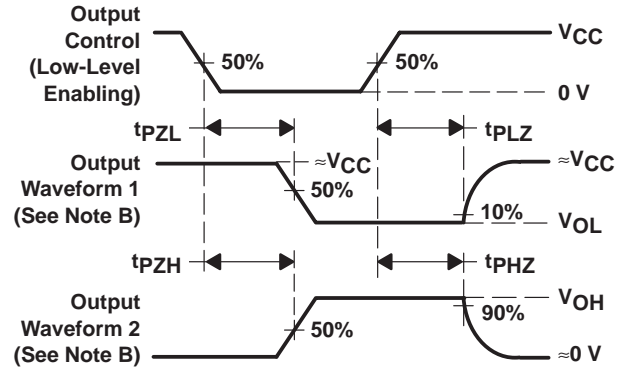 Output
Control
(Low-Level
Enabling)
50%
50%
VCC
0 V
tPZL
tPLZ
Output
Waveform 1
(See Note B)
≈VCC
50%
10%
≈VCC
VOL
tPZH
tPHZ
Output
Waveform 2
(See Note B)
50%
90%
VOH
≈0 V